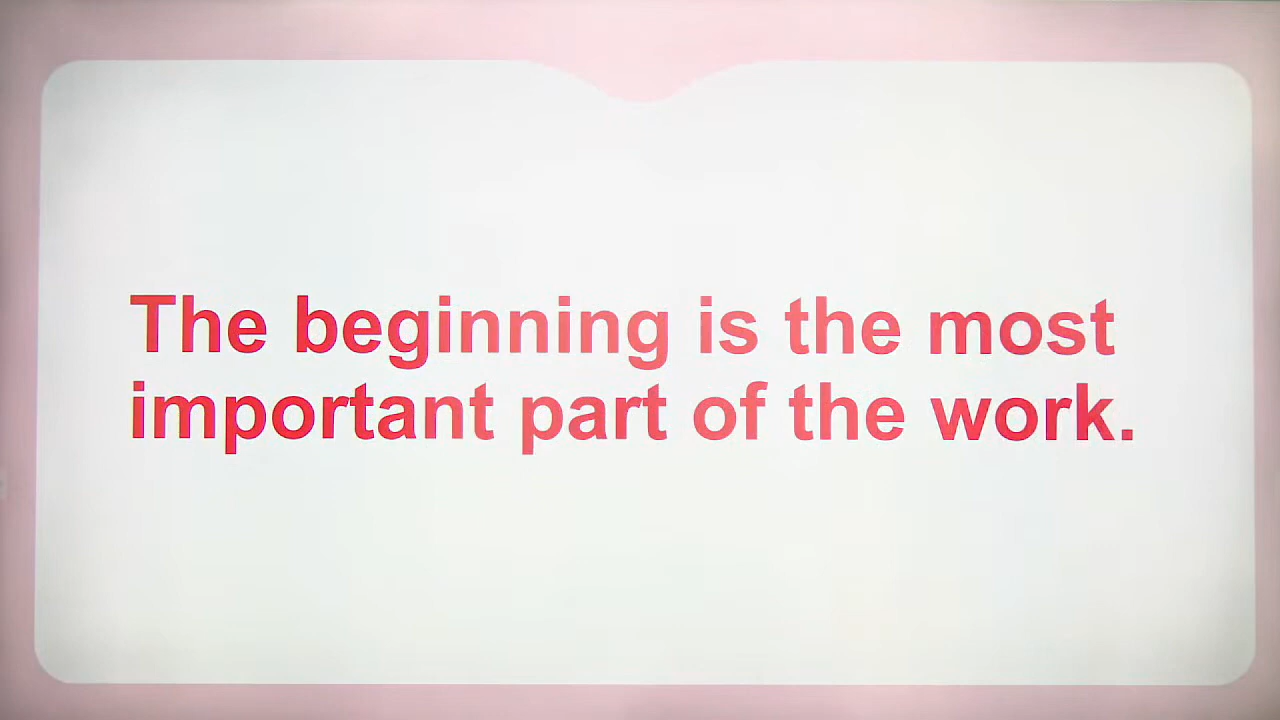 The beginning is the most
important part of the work.